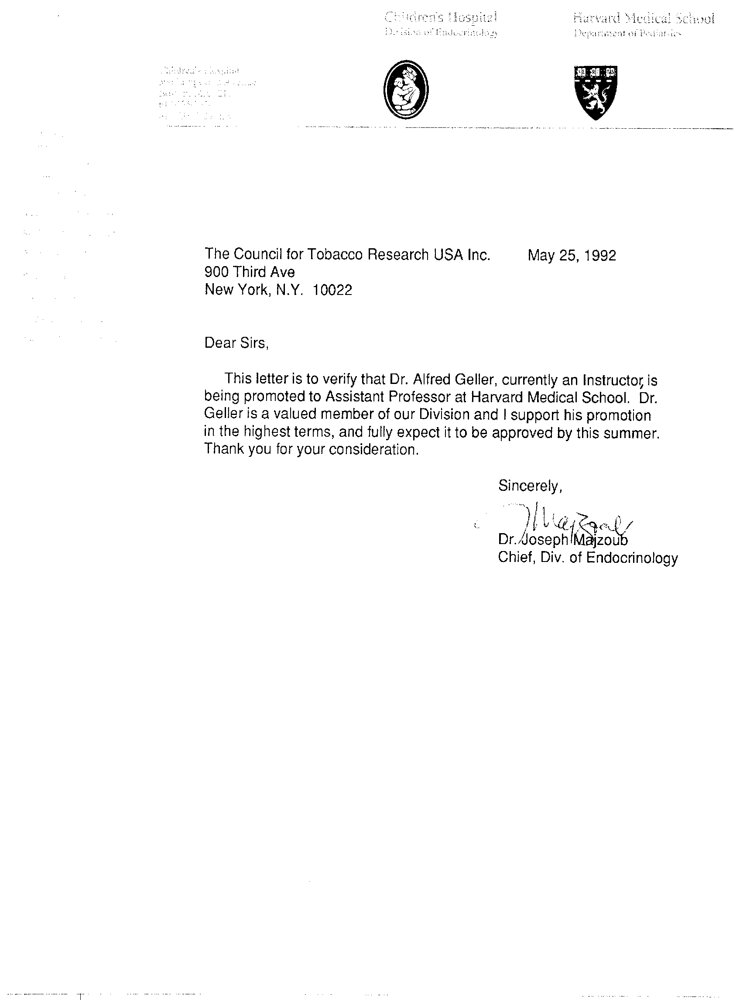 Children's Hospital
Division of Endocrinology
Harvard Medical School
Department of Pediatrics
The Council for Tobacco Research USA Inc. May 25, 1992
900 Third Ave
New York, N.Y. 10022
Dear Sirs,
This letter is to verify that Dr. Alfred Geller, currently an Instructor, is
being promoted to Assistant Professor at Harvard Medical School. Dr.
Geller is a valued member of our Division and I support his promotion
in the highest terms, and fully expect it to be approved by this summer.
Thank you for your consideration.
Sincerely,
Dr. Joseph Majzoub
Chief, Div. of Endocrinology